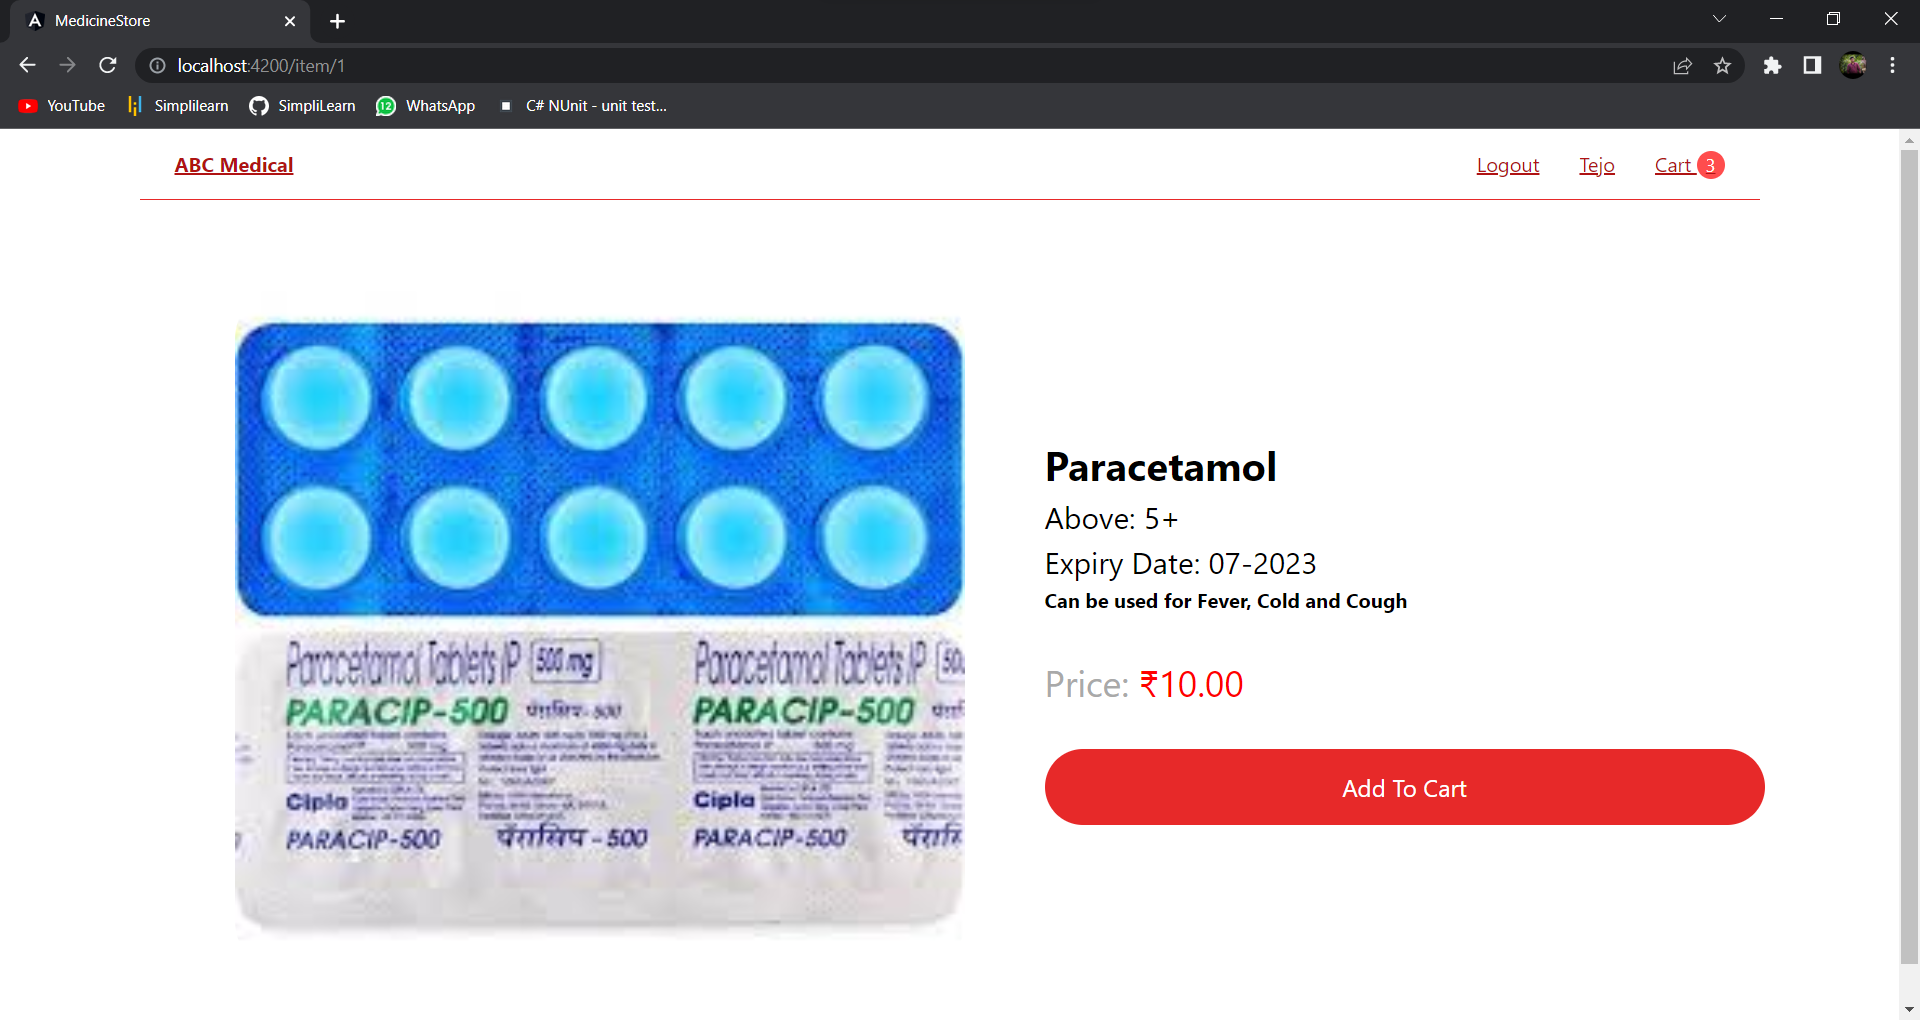 MedicineStore
localhost:4200/item/1
YouTube Simplilearn SimpliLearn 12 WhatsApp C# NUnit - unit test...
ABC Medical Logout Tejo Cart 3
Paracetamol
Above: 5+
Expiry Date: 07-2023
Can be used for Fever, Cold and Cough
Price: ₹10.00
Add To Cart
Paracetamol Tablets IP 500 mg Paracetamol Tablets IP
PARACIP-500 पॅरासिप - 500 PARACIP-500
Cipla Cipla
PARACIP-500 पॅरासिप - 500 PARACIP-500